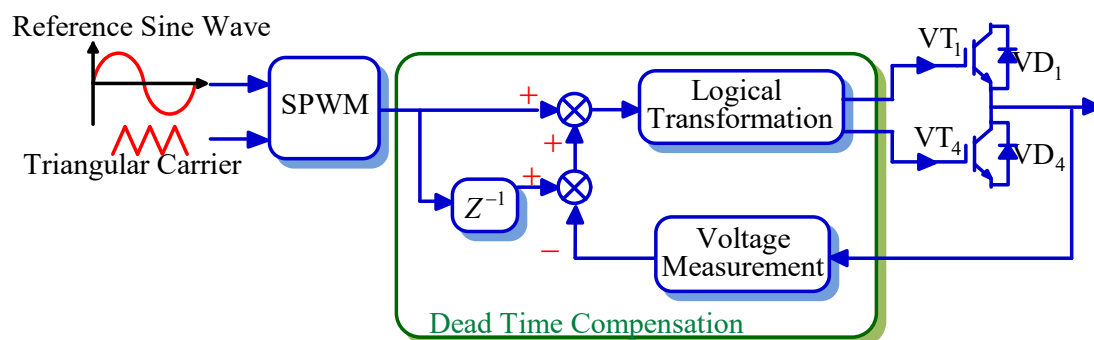 Reference Sine Wave
Triangular Carrier
SPWM
+
+
+
−
Z⁻¹
Logical
Transformation
Voltage
Measurement
Dead Time Compensation
VT₁
VD₁
VT₄
VD₄